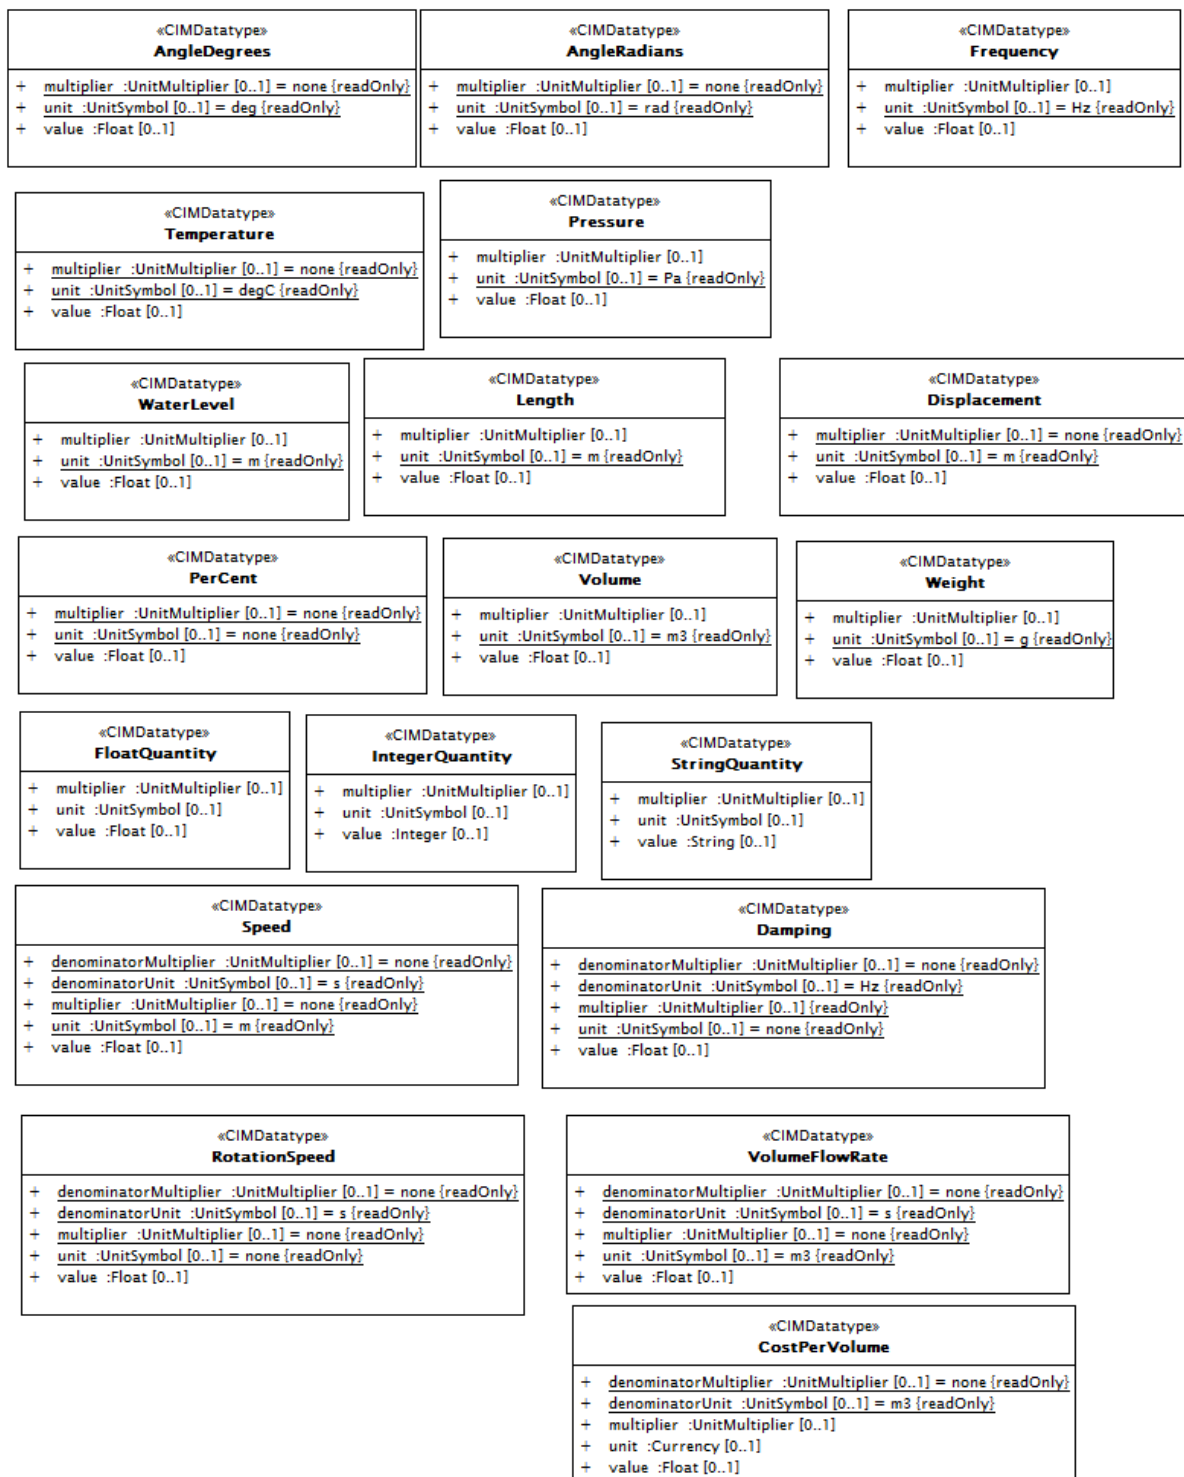 «CIMDatatype»
AngleDegrees
+ multiplier :UnitMultiplier [0..1] = none {readOnly}
+ unit :UnitSymbol [0..1] = deg {readOnly}
+ value :Float [0..1]
«CIMDatatype»
AngleRadians
+ multiplier :UnitMultiplier [0..1] = none {readOnly}
+ unit :UnitSymbol [0..1] = rad {readOnly}
+ value :Float [0..1]
«CIMDatatype»
Frequency
+ multiplier :UnitMultiplier [0..1]
+ unit :UnitSymbol [0..1] = Hz {readOnly}
+ value :Float [0..1]
«CIMDatatype»
Temperature
+ multiplier :UnitMultiplier [0..1] = none {readOnly}
+ unit :UnitSymbol [0..1] = degC {readOnly}
+ value :Float [0..1]
«CIMDatatype»
Pressure
+ multiplier :UnitMultiplier [0..1]
+ unit :UnitSymbol [0..1] = Pa {readOnly}
+ value :Float [0..1]
«CIMDatatype»
WaterLevel
+ multiplier :UnitMultiplier [0..1]
+ unit :UnitSymbol [0..1] = m {readOnly}
+ value :Float [0..1]
«CIMDatatype»
Length
+ multiplier :UnitMultiplier [0..1]
+ unit :UnitSymbol [0..1] = m {readOnly}
+ value :Float [0..1]
«CIMDatatype»
Displacement
+ multiplier :UnitMultiplier [0..1] = none {readOnly}
+ unit :UnitSymbol [0..1] = m {readOnly}
+ value :Float [0..1]
«CIMDatatype»
PerCent
+ multiplier :UnitMultiplier [0..1] = none {readOnly}
+ unit :UnitSymbol [0..1] = none {readOnly}
+ value :Float [0..1]
«CIMDatatype»
Volume
+ multiplier :UnitMultiplier [0..1]
+ unit :UnitSymbol [0..1] = m3 {readOnly}
+ value :Float [0..1]
«CIMDatatype»
Weight
+ multiplier :UnitMultiplier [0..1]
+ unit :UnitSymbol [0..1] = g {readOnly}
+ value :Float [0..1]
«CIMDatatype»
FloatQuantity
+ multiplier :UnitMultiplier [0..1]
+ unit :UnitSymbol [0..1]
+ value :Float [0..1]
«CIMDatatype»
IntegerQuantity
+ multiplier :UnitMultiplier [0..1]
+ unit :UnitSymbol [0..1]
+ value :Integer [0..1]
«CIMDatatype»
StringQuantity
+ multiplier :UnitMultiplier [0..1]
+ unit :UnitSymbol [0..1]
+ value :String [0..1]
«CIMDatatype»
Speed
+ denominatorMultiplier :UnitMultiplier [0..1] = none {readOnly}
+ denominatorUnit :UnitSymbol [0..1] = s {readOnly}
+ multiplier :UnitMultiplier [0..1] = none {readOnly}
+ unit :UnitSymbol [0..1] = m {readOnly}
+ value :Float [0..1]
«CIMDatatype»
Damping
+ denominatorMultiplier :UnitMultiplier [0..1] = none {readOnly}
+ denominatorUnit :UnitSymbol [0..1] = Hz {readOnly}
+ multiplier :UnitMultiplier [0..1] {readOnly}
+ unit :UnitSymbol [0..1] = none {readOnly}
+ value :Float [0..1]
«CIMDatatype»
RotationSpeed
+ denominatorMultiplier :UnitMultiplier [0..1] = none {readOnly}
+ denominatorUnit :UnitSymbol [0..1] = s {readOnly}
+ multiplier :UnitMultiplier [0..1] = none {readOnly}
+ unit :UnitSymbol [0..1] = none {readOnly}
+ value :Float [0..1]
«CIMDatatype»
VolumeFlowRate
+ denominatorMultiplier :UnitMultiplier [0..1] = none {readOnly}
+ denominatorUnit :UnitSymbol [0..1] = s {readOnly}
+ multiplier :UnitMultiplier [0..1] = none {readOnly}
+ unit :UnitSymbol [0..1] = m3 {readOnly}
+ value :Float [0..1]
«CIMDatatype»
CostPerVolume
+ denominatorMultiplier :UnitMultiplier [0..1] = none {readOnly}
+ denominatorUnit :UnitSymbol [0..1] = m3 {readOnly}
+ multiplier :UnitMultiplier [0..1]
+ unit :Currency [0..1]
+ value :Float [0..1]